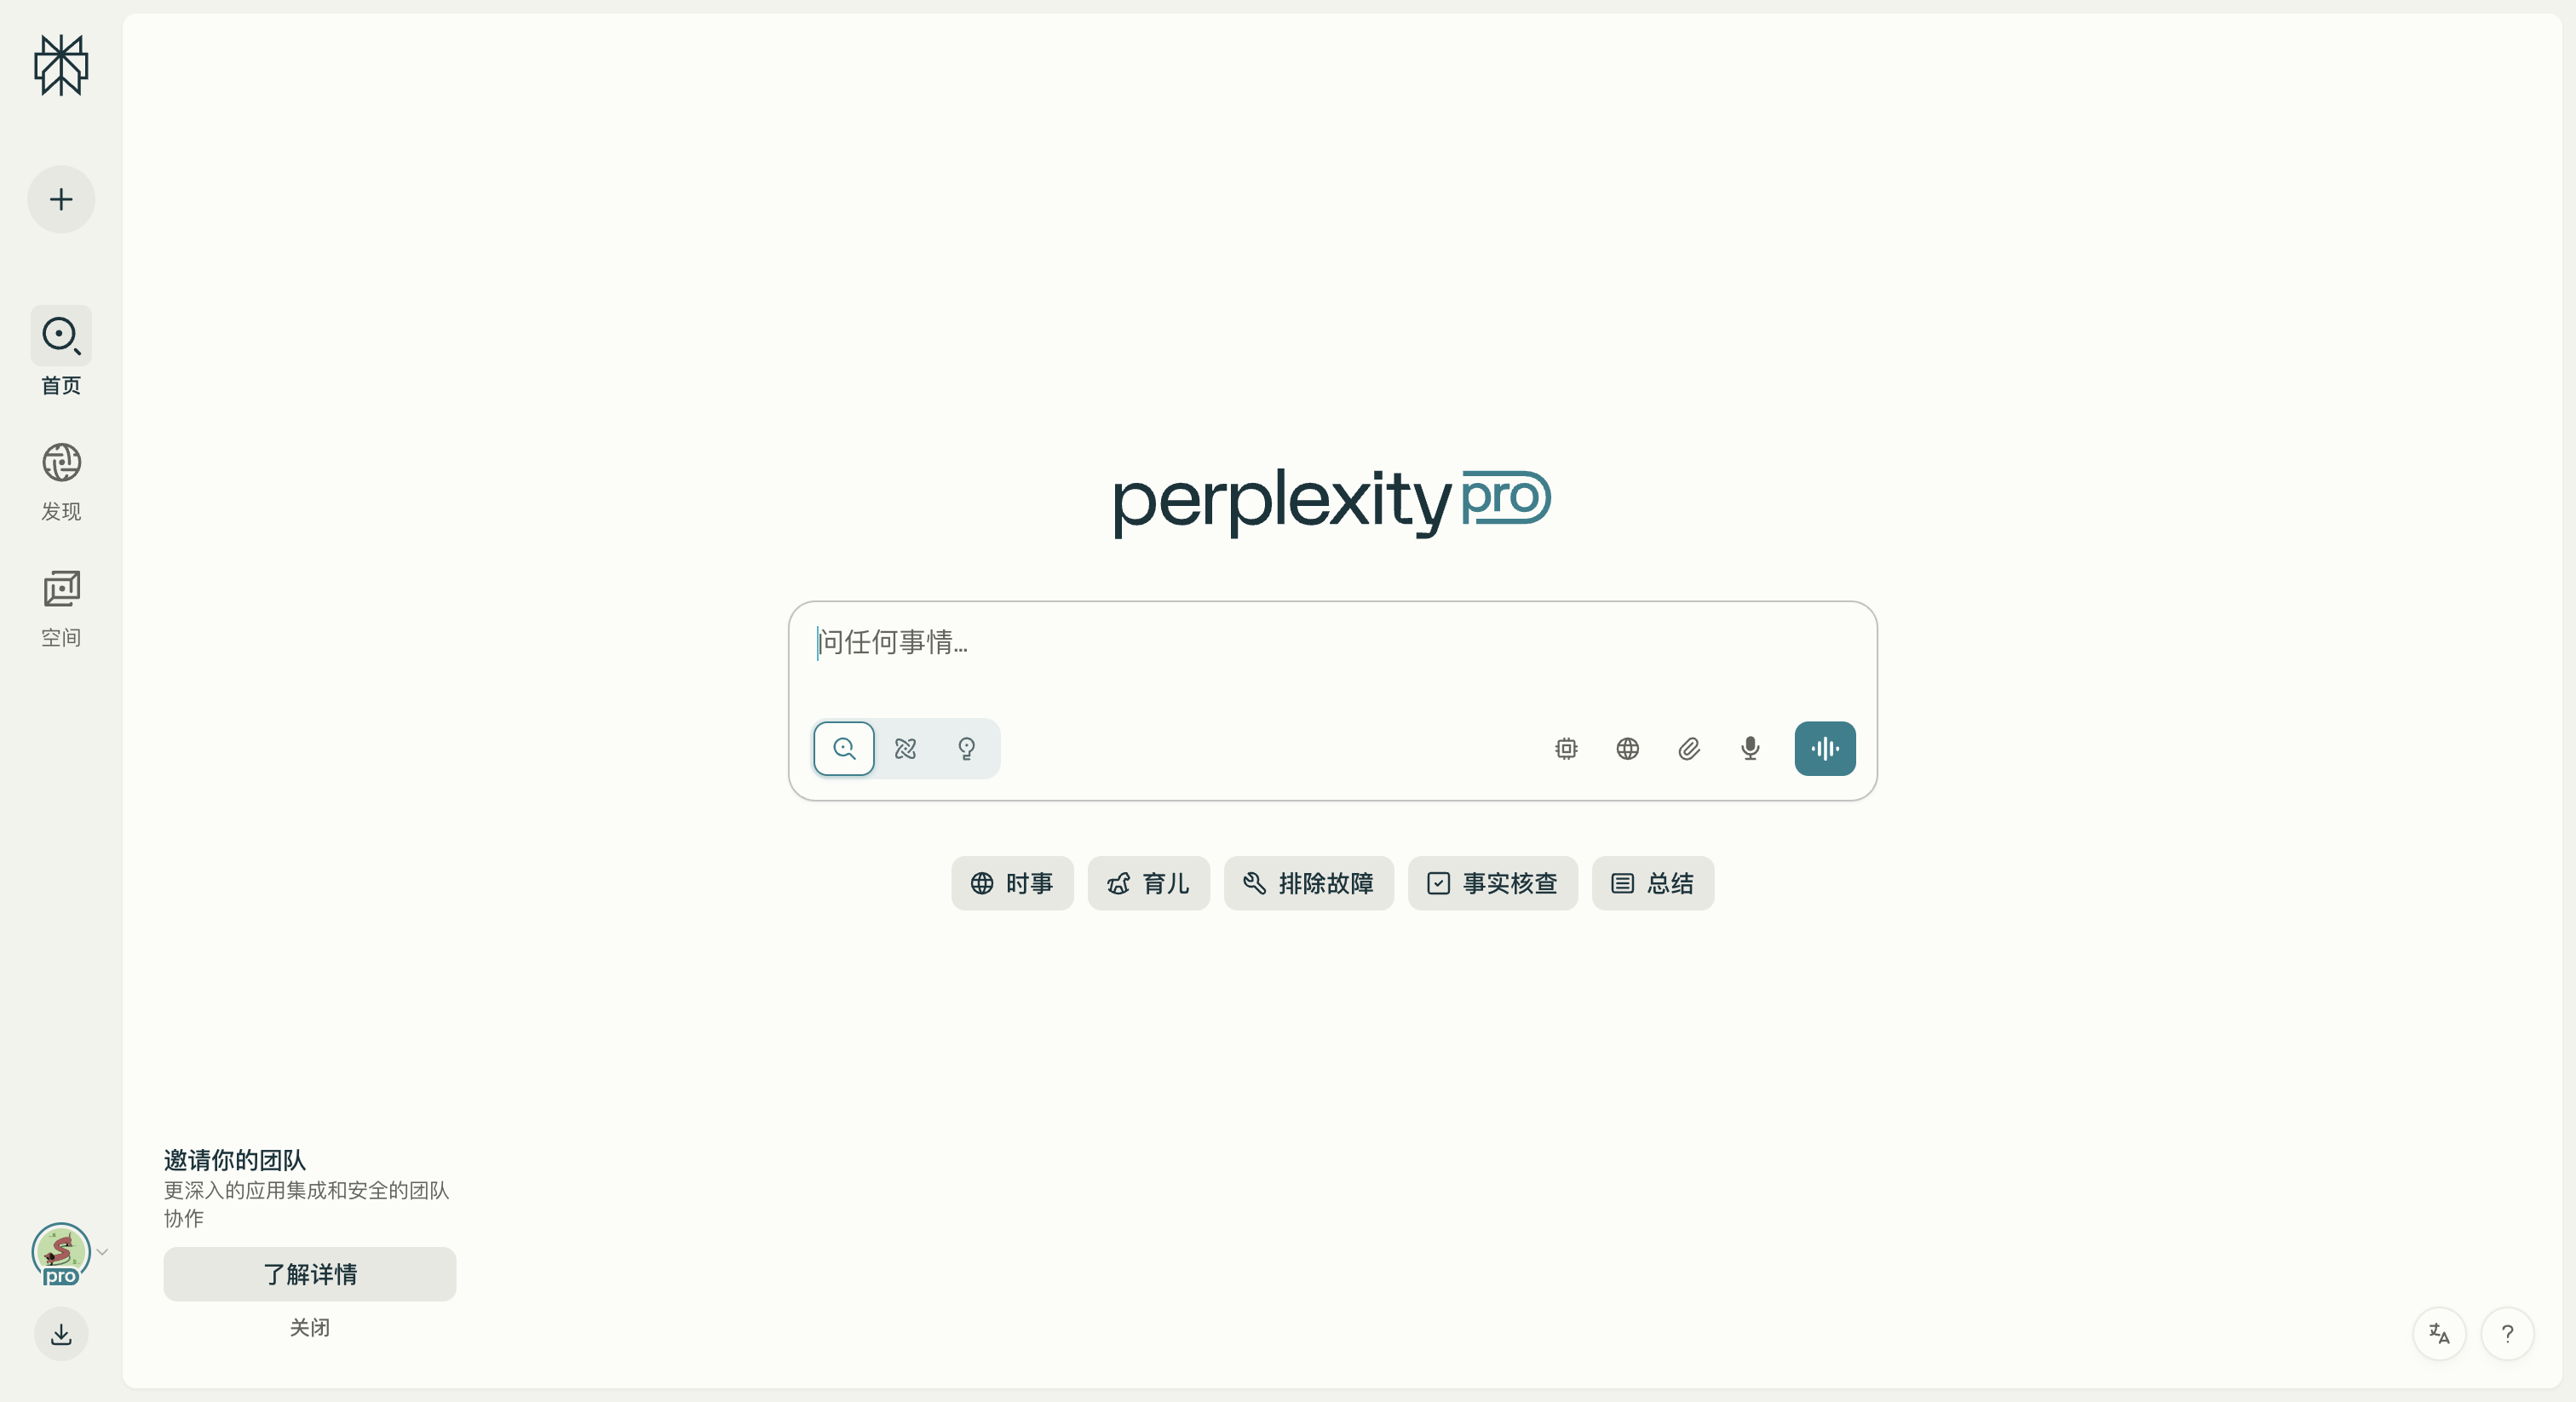 首页
发现
空间
perplexity pro
问任何事情...
时事
育儿
排除故障
事实核查
总结
邀请你的团队
更深入的应用集成和安全的团队
协作
了解详情
关闭
pro
?